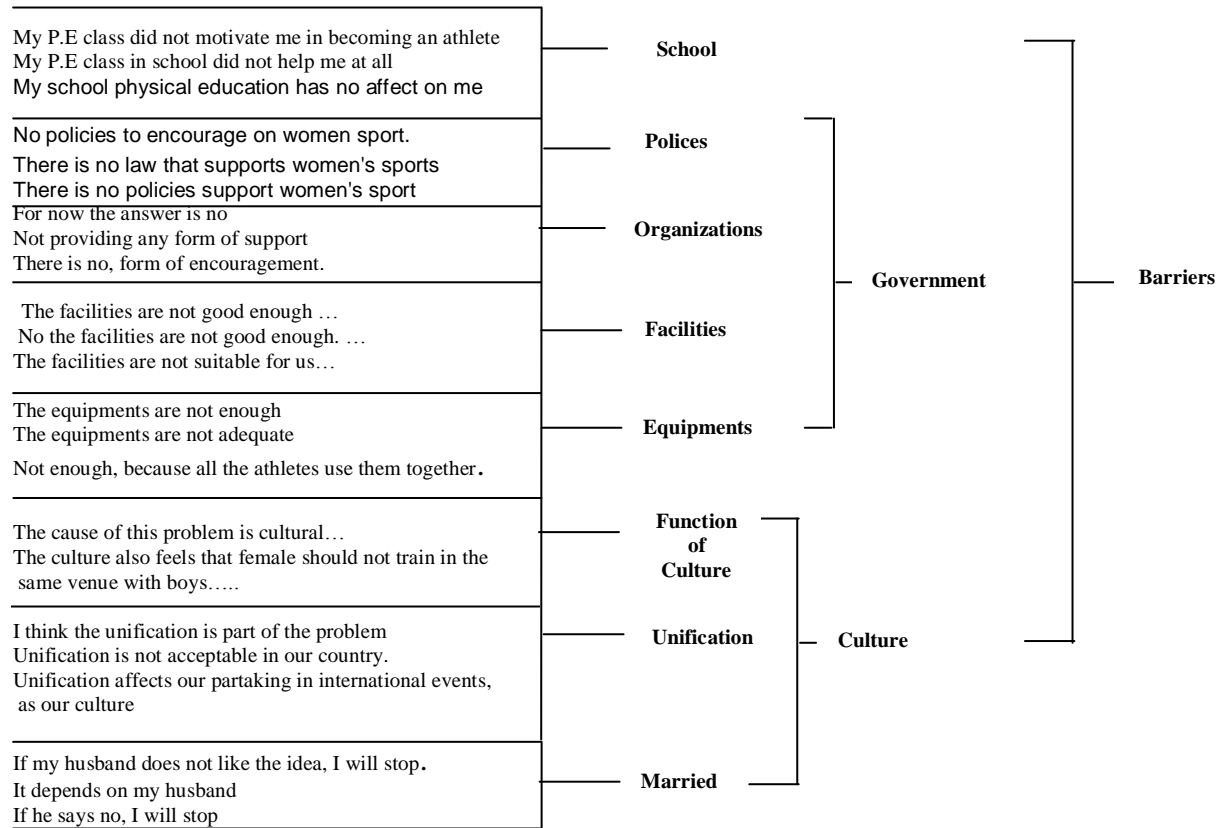 My P.E class did not motivate me in becoming an athlete
My P.E class in school did not help me at all
My school physical education has no affect on me
School
No policies to encourage on women sport.
There is no law that supports women's sports
There is no policies support women's sport
Polices
For now the answer is no
Not providing any form of support
There is no, form of encouragement.
Organizations
Government
Barriers
The facilities are not good enough …
No the facilities are not good enough. …
The facilities are not suitable for us…
Facilities
The equipments are not enough
The equipments are not adequate
Not enough, because all the athletes use them together.
Equipments
The cause of this problem is cultural…
The culture also feels that female should not train in the
same venue with boys…..
Function
of
Culture
I think the unification is part of the problem
Unification is not acceptable in our country.
Unification affects our partaking in international events,
as our culture
Unification
Culture
If my husband does not like the idea, I will stop.
It depends on my husband
If he says no, I will stop
Married